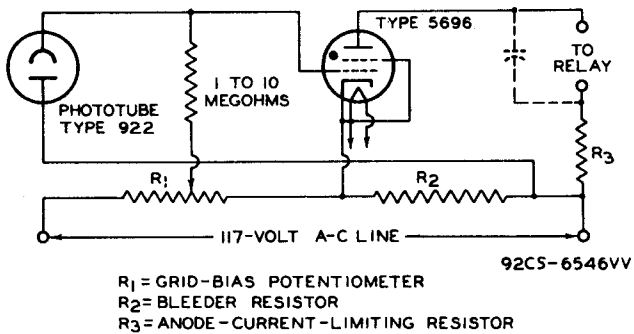 TYPE 5696
TO
RELAY
1 TO 10
MEGOHMS
PHOTOTUBE
TYPE 922
R3
R1
R2
117-VOLT A-C LINE
92CS-6546VV
R1=GRID-BIAS POTENTIOMETER
R2=BLEEDER RESISTOR
R3=ANODE-CURRENT-LIMITING RESISTOR